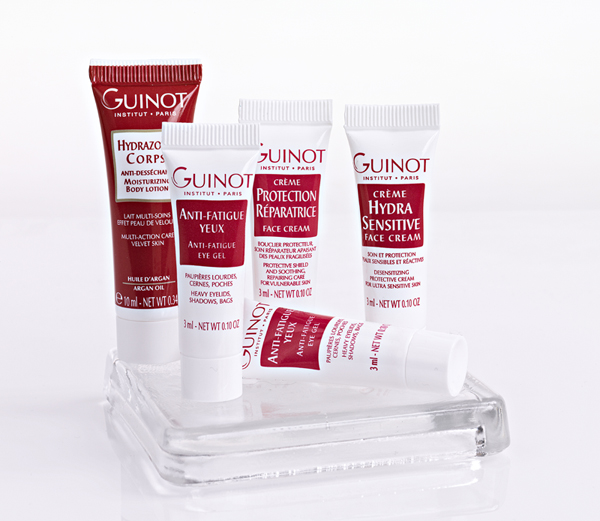 GUINOT
INSTITUT • PARIS
CORPS
MOISTURIZING
BODY LOTION
LAIT MULTI-SOINS
EFFET PEAU DE VELOU
MULTI-ACTION CARE
VELVET SKIN
HUILE D'ARGAN
ARGAN OIL
10 ml - NET WT 0.34
GUINOT
INSTITUT • PARIS
ANTI-FATIGUE
YEUX
ANTI-FATIGUE
EYE GEL
PAUPIÈRES LOURDES,
CERNES, POCHES
HEAVY EYELIDS,
SHADOWS, BAGS
3 ml - NET WT 0.10 OZ
GUINOT
INSTITUT • PARIS
CRÈME
PROTECTION
RÉPARATRICE
FACE CREAM
BOUCLIER PROTECTEUR,
SOIN RÉPARATEUR APAISANT
DES PEAUX FRAGILISÉES
PROTECTIVE SHIELD
AND SOOTHING,
REPAIRING CARE
FOR VULNERABLE SKIN
3 ml - NET WT 0.10 OZ
GUINOT
INSTITUT • PARIS
CRÈME
HYDRA
SENSITIVE
FACE CREAM
SOIN ET PROTECTION
PEAUX SENSIBLES ET RÉACTIVES
DESENSITIZING
PROTECTIVE CREAM
FOR ULTRA SENSITIVE SKIN
3 ml - NET WT 0.10 OZ
GUINOT
INSTITUT • PARIS
ANTI-FATIGUE
YEUX
ANTI-FATIGUE
EYE GEL
PAUPIÈRES LOURDES,
CERNES, POCHES
HEAVY EYELIDS,
SHADOWS, BAGS
3 ml - NET WT 0.10